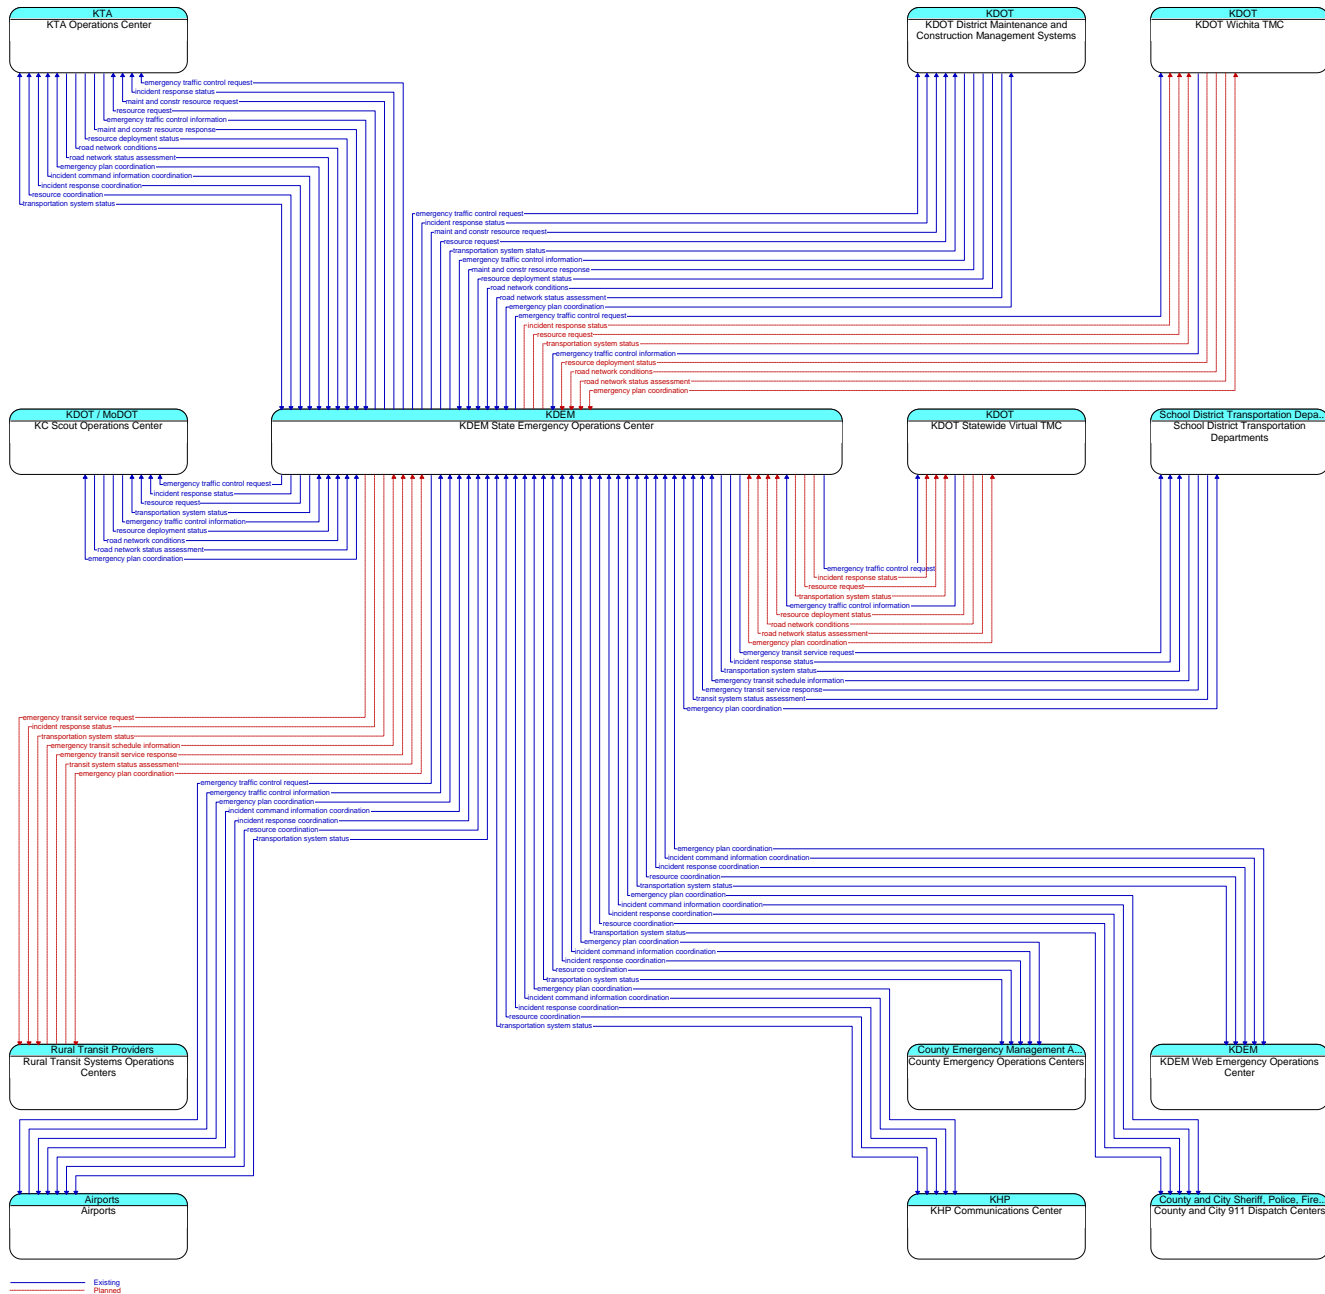 KTA
KTA Operations Center
KDOT
KDOT District Maintenance and
Construction Management Systems
KDOT
KDOT Wichita TMC
emergency traffic control request
incident response status
maint and constr resource request
resource request
emergency traffic control information
maint and constr resource response
resource deployment status
road network conditions
road network status assessment
emergency plan coordination
incident command information coordination
incident response coordination
resource coordination
transportation system status
emergency traffic control request
incident response status
maint and constr resource request
resource request
transportation system status
emergency traffic control information
maint and constr resource response
resource deployment status
road network conditions
road network status assessment
emergency plan coordination
emergency traffic control request
incident response status
resource request
transportation system status
emergency traffic control information
resource deployment status
road network conditions
road network status assessment
emergency plan coordination
KDOT / MoDOT
KC Scout Operations Center
KDEM
KDEM State Emergency Operations Center
KDOT
KDOT Statewide Virtual TMC
School District Transportation Depa...
School District Transportation
Departments
emergency traffic control request
incident response status
resource request
transportation system status
emergency traffic control information
resource deployment status
road network conditions
road network status assessment
emergency plan coordination
emergency traffic control request
incident response status
resource request
transportation system status
emergency traffic control information
resource deployment status
road network conditions
road network status assessment
emergency plan coordination
emergency transit service request
incident response status
transportation system status
emergency transit schedule information
emergency transit service response
transit system status assessment
emergency plan coordination
emergency transit service request
incident response status
transportation system status
emergency transit schedule information
emergency transit service response
transit system status assessment
emergency plan coordination
emergency traffic control request
emergency traffic control information
emergency plan coordination
incident command information coordination
incident response coordination
resource coordination
transportation system status
emergency plan coordination
incident command information coordination
incident response coordination
resource coordination
transportation system status
emergency plan coordination
incident command information coordination
incident response coordination
resource coordination
transportation system status
emergency plan coordination
incident command information coordination
incident response coordination
resource coordination
transportation system status
emergency plan coordination
incident command information coordination
incident response coordination
resource coordination
transportation system status
Rural Transit Providers
Rural Transit Systems Operations
Centers
County Emergency Management A...
County Emergency Operations Centers
KDEM
KDEM Web Emergency Operations
Center
Airports
Airports
KHP
KHP Communications Center
County and City Sheriff, Police, Fire...
County and City 911 Dispatch Centers
Existing
Planned